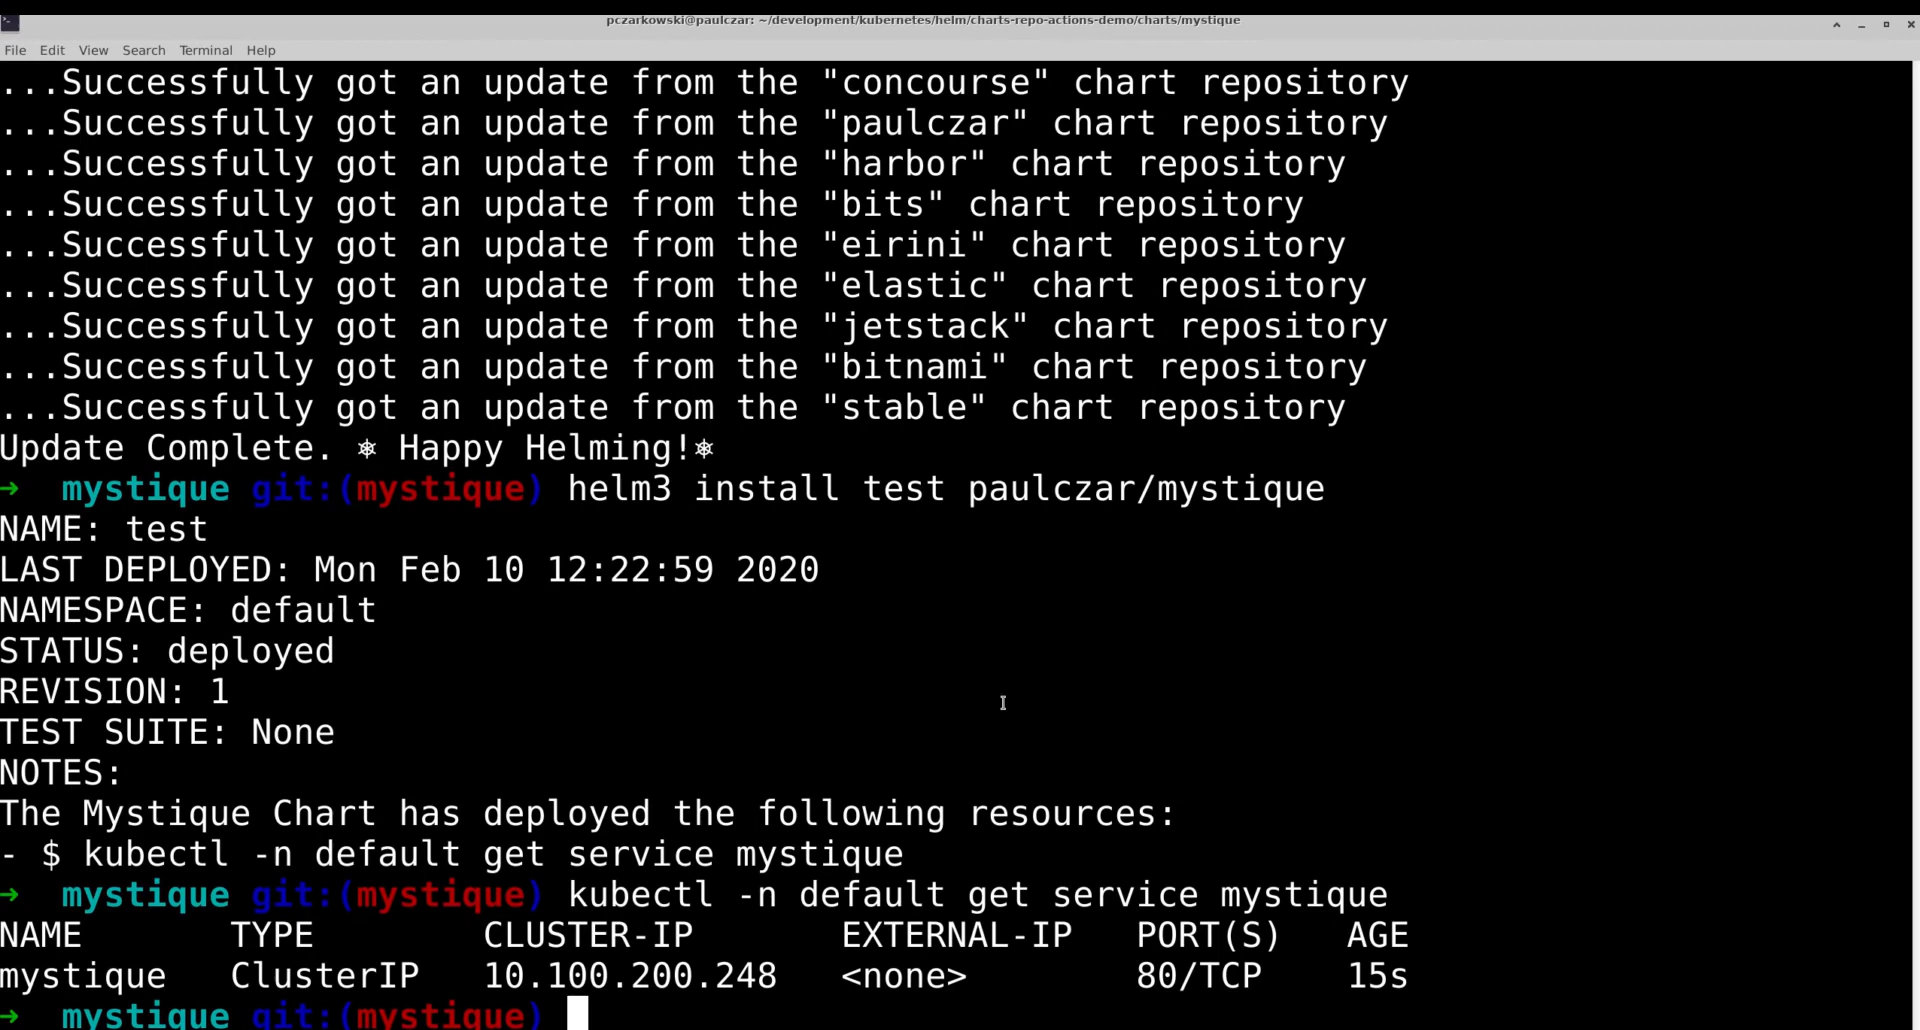 pczarkowski@paulczar: ~/development/kubernetes/helm/charts-repo-actions-demo/charts/mystique
File Edit View Search Terminal Help
...Successfully got an update from the "concourse" chart repository
...Successfully got an update from the "paulczar" chart repository
...Successfully got an update from the "harbor" chart repository
...Successfully got an update from the "bits" chart repository
...Successfully got an update from the "eirini" chart repository
...Successfully got an update from the "elastic" chart repository
...Successfully got an update from the "jetstack" chart repository
...Successfully got an update from the "bitnami" chart repository
...Successfully got an update from the "stable" chart repository
Update Complete. ⎈ Happy Helming!⎈
→  mystique git:(mystique) helm3 install test paulczar/mystique
NAME: test
LAST DEPLOYED: Mon Feb 10 12:22:59 2020
NAMESPACE: default
STATUS: deployed
REVISION: 1
TEST SUITE: None
NOTES:
The Mystique Chart has deployed the following resources:
- $ kubectl -n default get service mystique
→  mystique git:(mystique) kubectl -n default get service mystique
NAME       TYPE        CLUSTER-IP       EXTERNAL-IP   PORT(S)   AGE
mystique   ClusterIP   10.100.200.248   <none>        80/TCP    15s
→  mystique git:(mystique)